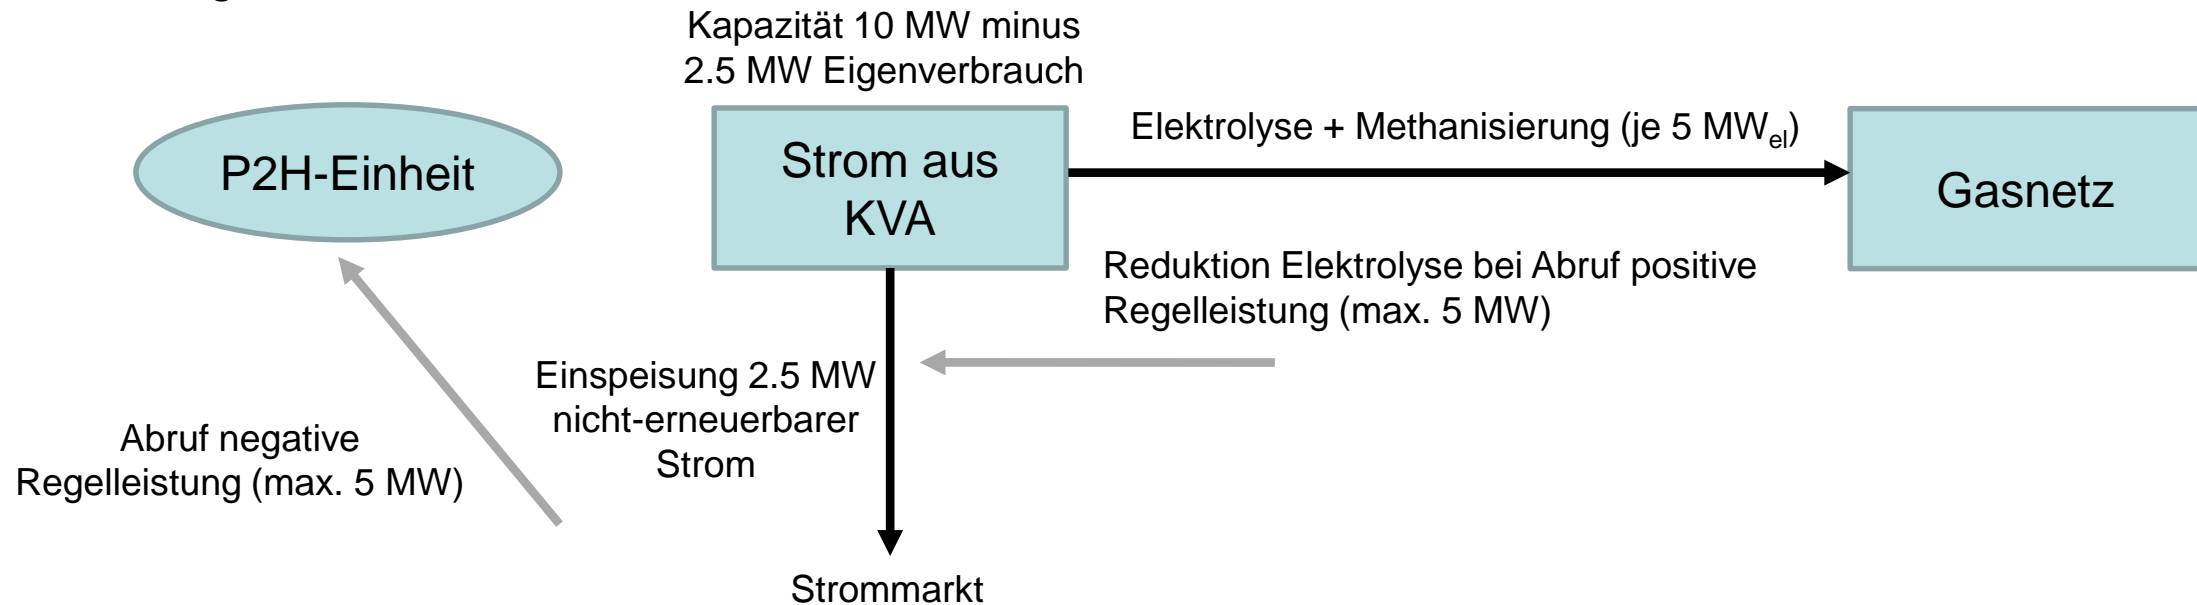 Kapazität 10 MW minus
2.5 MW Eigenverbrauch
P2H-Einheit
Strom aus
KVA
Elektrolyse + Methanisierung (je 5 MWel)
Gasnetz
Reduktion Elektrolyse bei Abruf positive
Regelleistung (max. 5 MW)
Einspeisung 2.5 MW
nicht-erneuerbarer
Strom
Abruf negative
Regelleistung (max. 5 MW)
Strommarkt